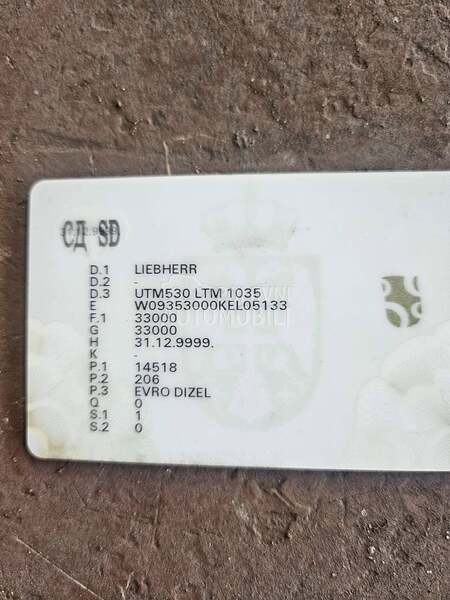 СД SD
D.1 LIEBHERR
D.2 -
D.3 UTM530 LTM 1035
E W09353000KEL05133
F.1 33000
G 33000
H 31.12.9999.
K -
P.1 14518
P.2 206
P.3 EVRO DIZEL
Q 0
S.1 1
S.2 0